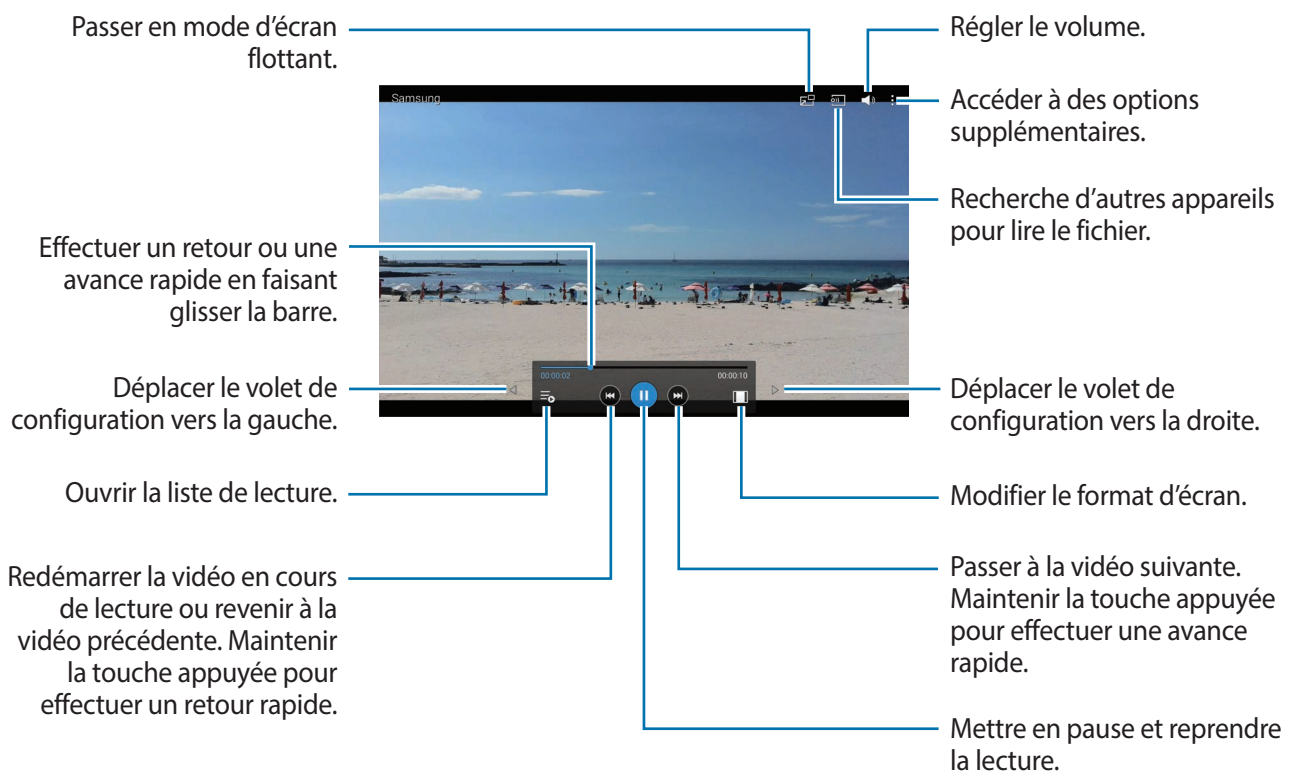 Passer en mode d'écran
flottant.
Régler le volume.
Samsung
Accéder à des options
supplémentaires.
Recherche d'autres appareils
pour lire le fichier.
Effectuer un retour ou une
avance rapide en faisant
glisser la barre.
00:00:02
00:00:10
Déplacer le volet de
configuration vers la gauche.
Déplacer le volet de
configuration vers la droite.
Ouvrir la liste de lecture.
Modifier le format d'écran.
Redémarrer la vidéo en cours
de lecture ou revenir à la
vidéo précédente. Maintenir
la touche appuyée pour
effectuer un retour rapide.
Passer à la vidéo suivante.
Maintenir la touche appuyée
pour effectuer une avance
rapide.
Mettre en pause et reprendre
la lecture.